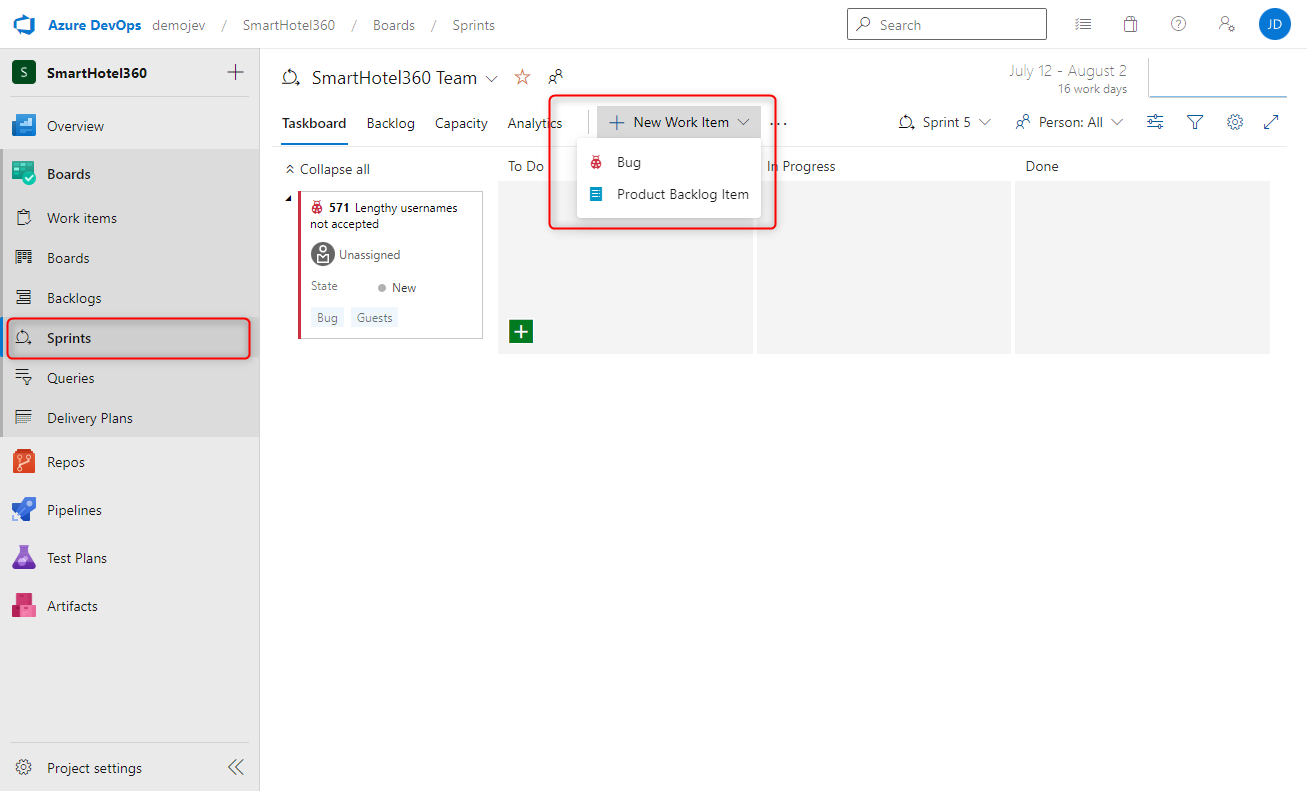 Azure DevOps demojev / SmartHotel360 / Boards / Sprints
Search
JD
S SmartHotel360
Overview
Boards
Work items
Boards
Backlogs
Sprints
Queries
Delivery Plans
Repos
Pipelines
Test Plans
Artifacts
Project settings
SmartHotel360 Team
July 12 - August 2
16 work days
Taskboard Backlog Capacity Analytics
New Work Item
Sprint 5
Person: All
Bug
Product Backlog Item
Collapse all
To Do
In Progress
Done
571 Lengthy usernames
not accepted
Unassigned
State New
Bug Guests